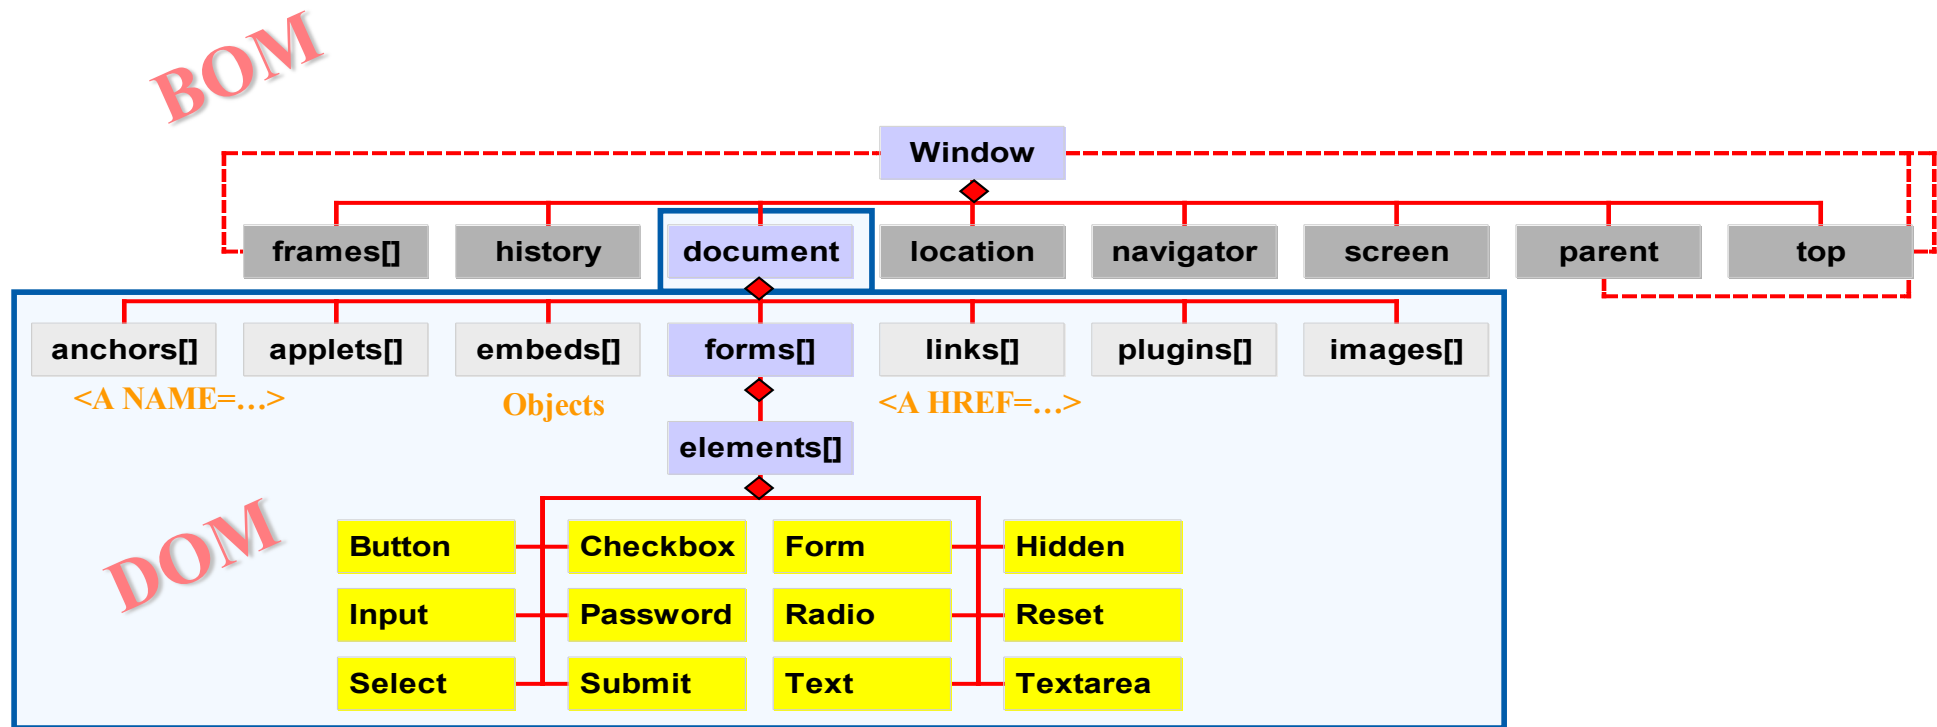 BOM
Window
frames[] history document location navigator screen parent top
anchors[] applets[] embeds[] forms[] links[] plugins[] images[]
<A NAME=…> Objects <A HREF=…>
elements[]
DOM
Button Checkbox Form Hidden
Input Password Radio Reset
Select Submit Text Textarea